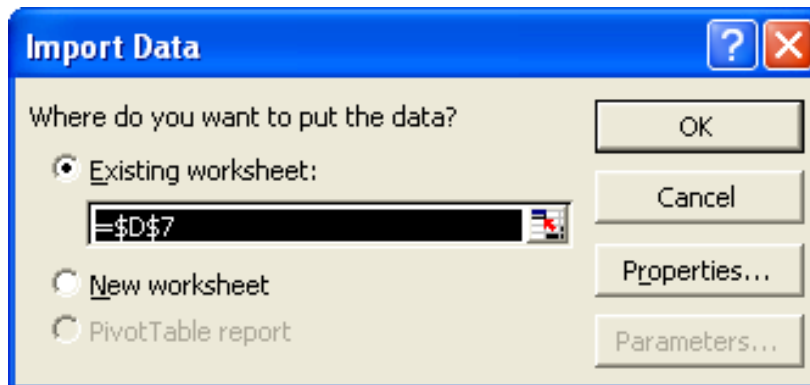 Import Data
Where do you want to put the data?
OK
Existing worksheet:
Cancel
=$D$7
New worksheet
Properties...
PivotTable report
Parameters...